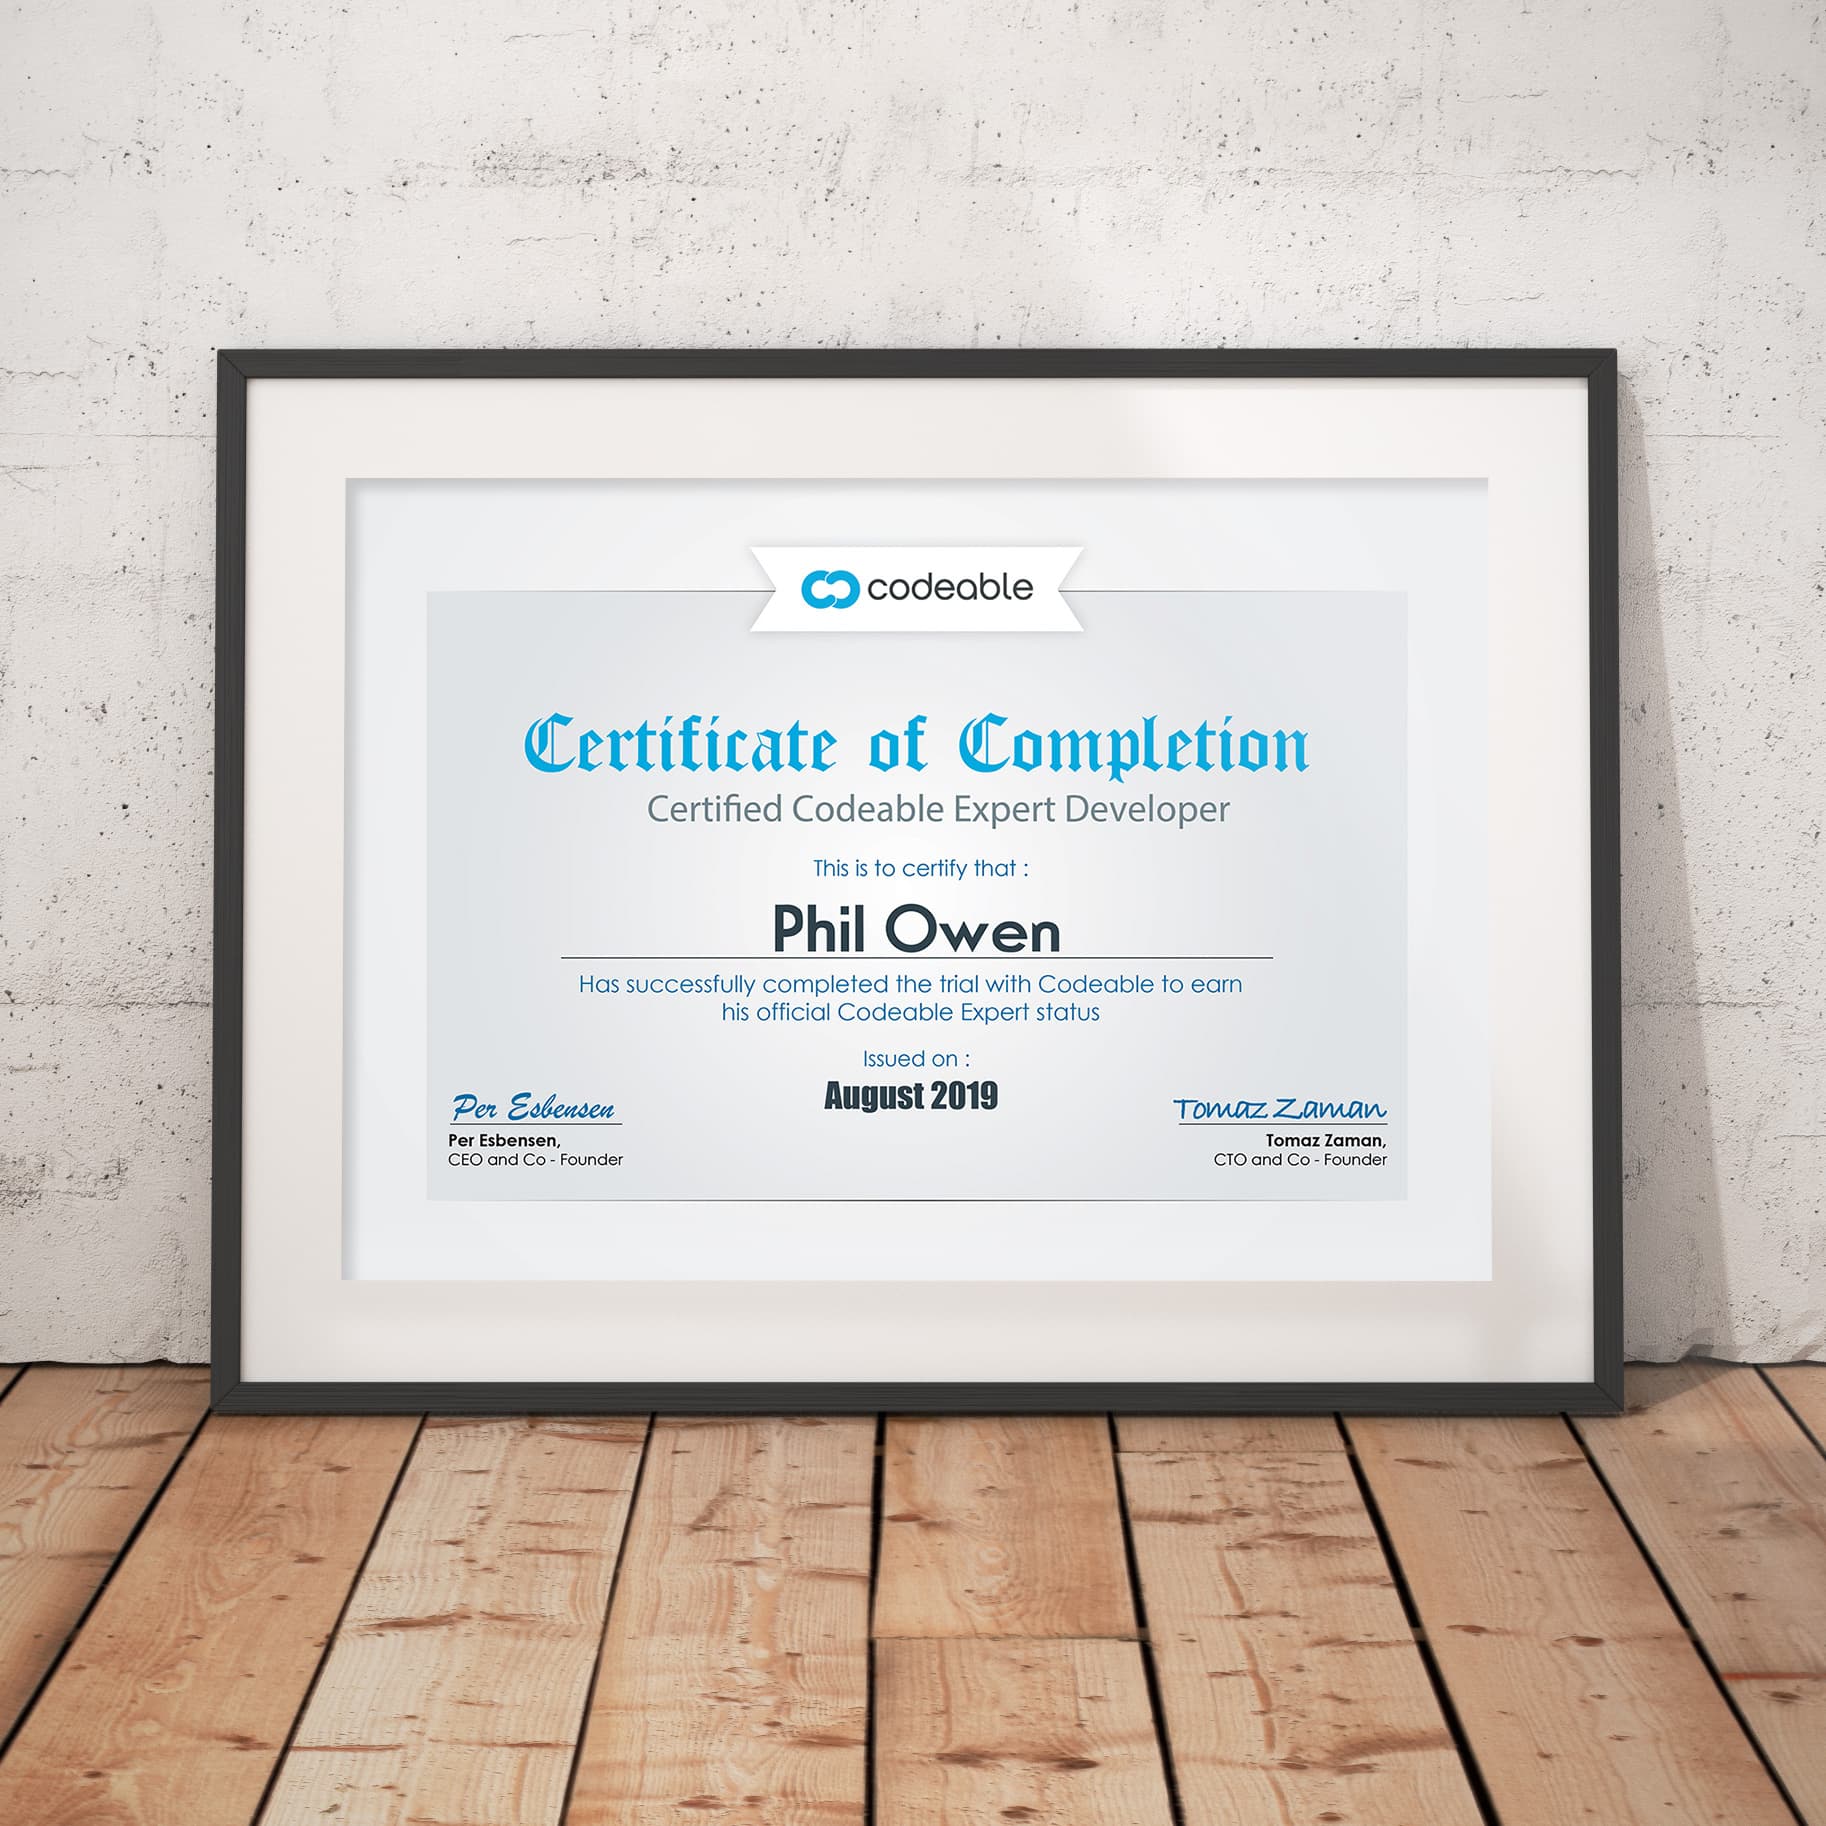 codeable
Certificate of Completion
Certified Codeable Expert Developer
This is to certify that :
Phil Owen
Has successfully completed the trial with Codeable to earn
his official Codeable Expert status
Issued on :
August 2019
Per Esbensen
Per Esbensen,
CEO and Co - Founder
Tomaz Zaman
Tomaz Zaman,
CTO and Co - Founder